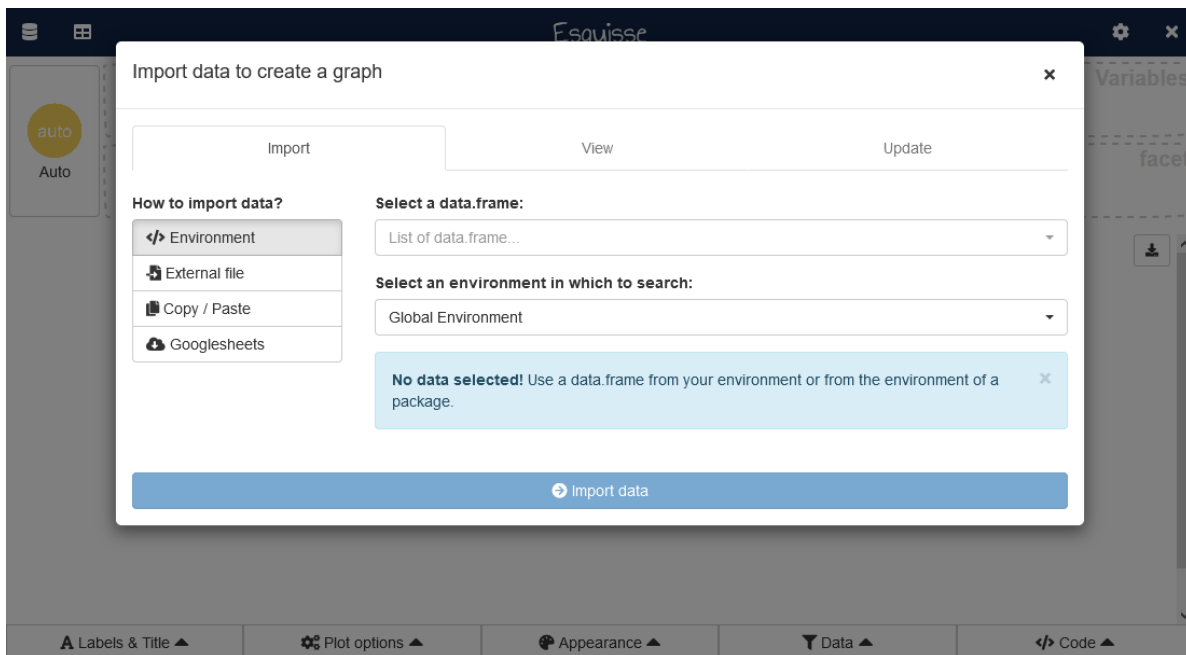 Esquisse
Import data to create a graph
Variables
auto
Auto
facet
Import
View
Update
How to import data?
Select a data.frame:
</> Environment
List of data.frame...
External file
Select an environment in which to search:
Copy / Paste
Global Environment
Googlesheets
No data selected! Use a data.frame from your environment or from the environment of a
package.
Import data
Labels & Title
Plot options
Appearance
Data
</> Code